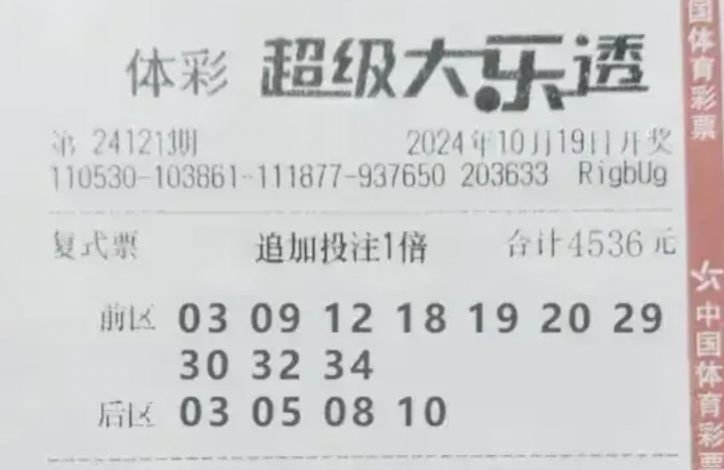 体彩 超级大乐透
第 24121期 2024年10月19日开奖
110530-103861-111877-937650 203633 RigbUg
复式票 追加投注1倍 合计4536元
前区 03 09 12 18 19 20 29
30 32 34
后区 03 05 08 10
国体育彩票
中国体育彩票